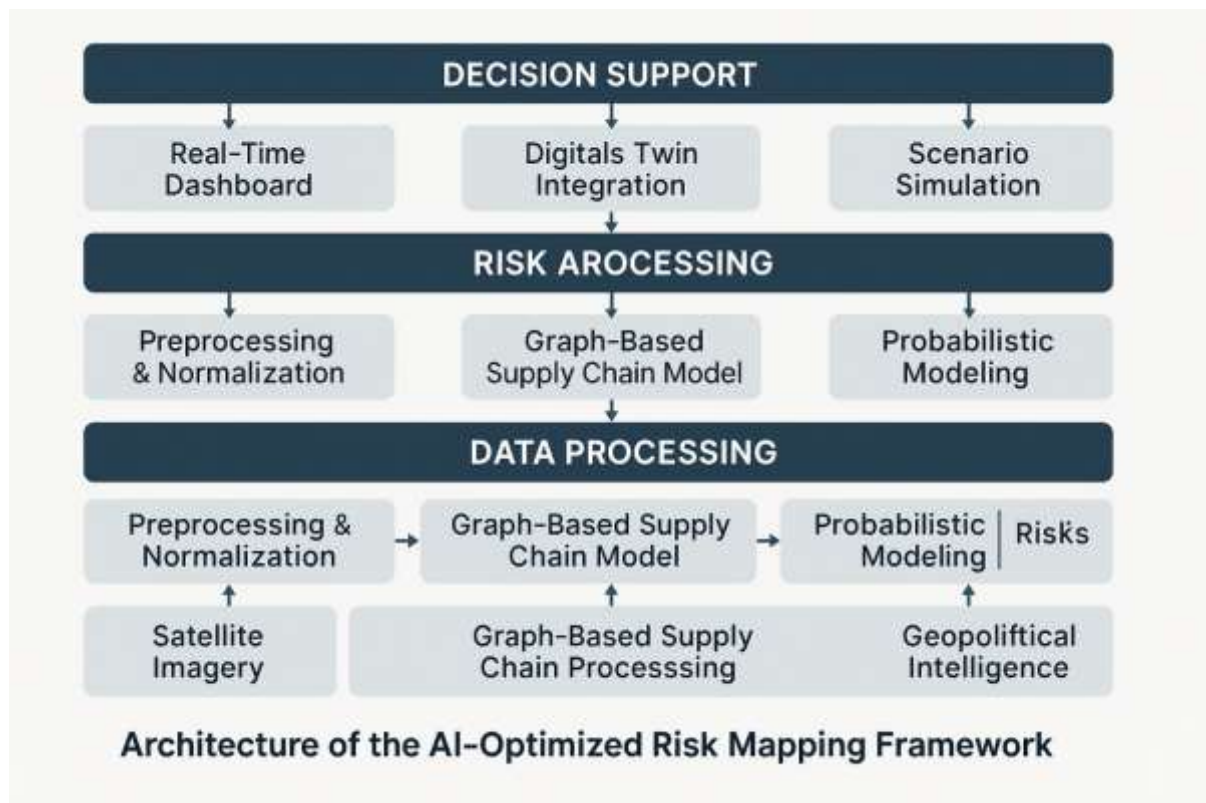 DECISION SUPPORT
Real-Time
Dashboard
Digitals Twin
Integration
Scenario
Simulation
RISK AROCESSING
Preprocessing
& Normalization
Graph-Based
Supply Chain Model
Probabilistic
Modeling
DATA PROCESSING
Preprocessing &
Normalization
Graph-Based Supply
Chain Model
Probabilistic
Modeling
Risks
Satellite
Imagery
Graph-Based Supply
Chain Processsing
Geopoliftical
Intelligence
Architecture of the AI-Optimized Risk Mapping Framework